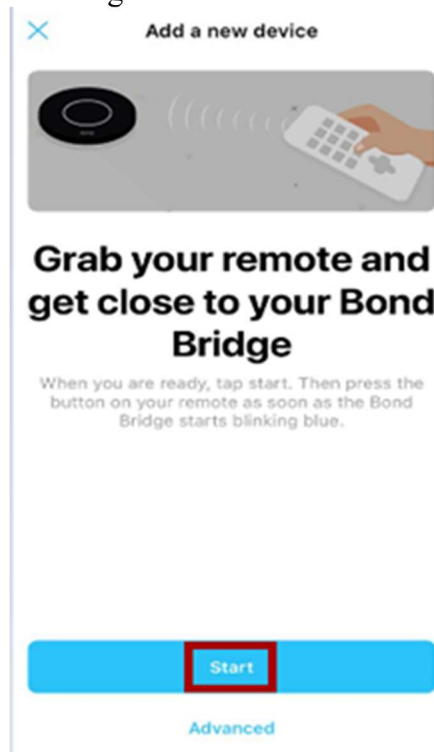 Add a new device
Grab your remote and
get close to your Bond
Bridge
When you are ready, tap start. Then press the
button on your remote as soon as the Bond
Bridge starts blinking blue.
Start
Advanced